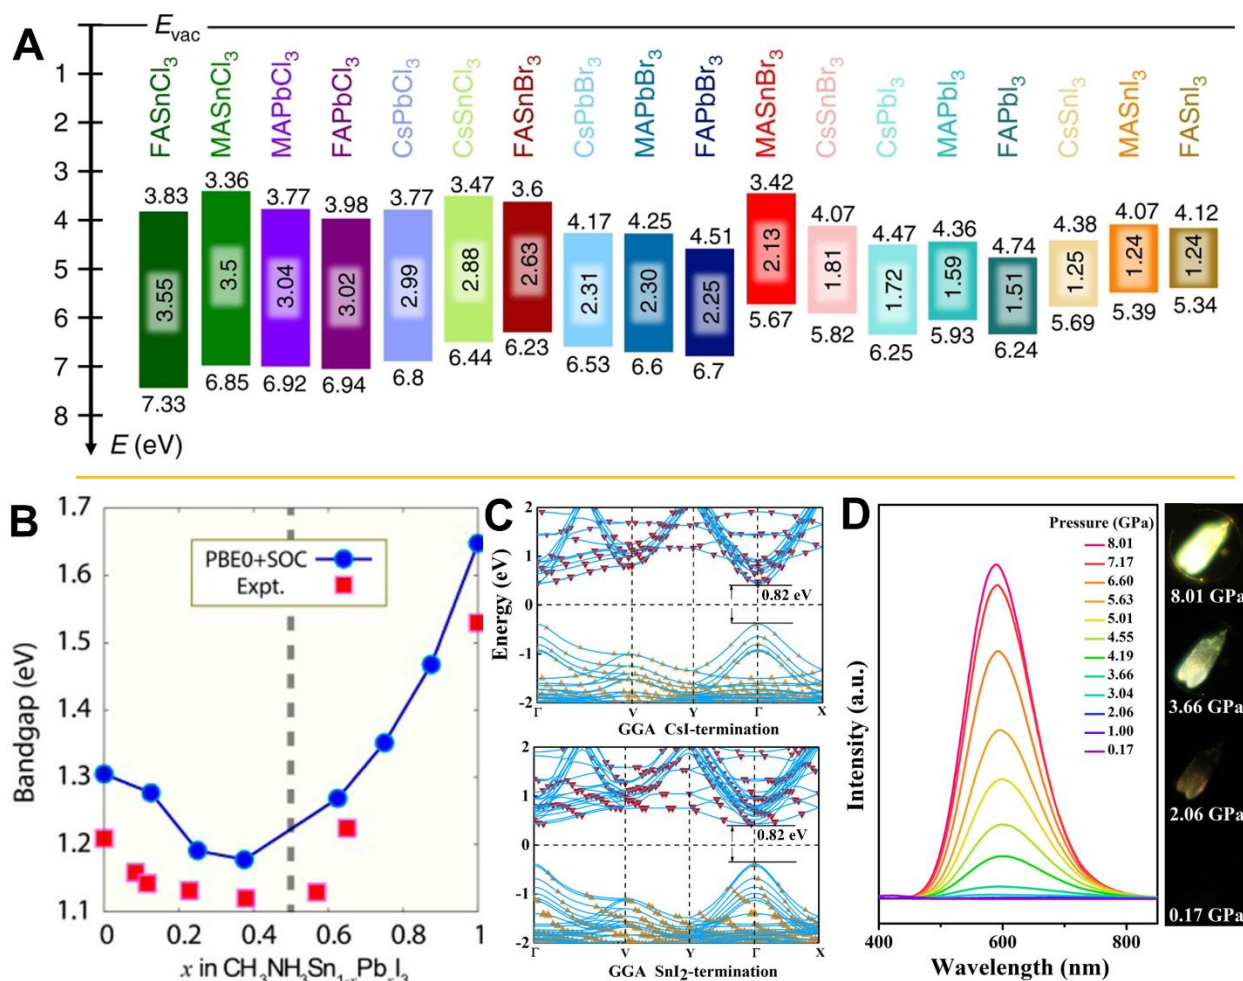 A
E_vac
1
2
3
4
5
6
7
8
E (eV)
FASnCl3 MASnCl3 MAPbCl3 FAPbCl3 CsPbCl3 CsSnCl3 FASnBr3 CsPbBr3 MAPbBr3 FAPbBr3 MASnBr3 CsSnBr3 CsPbI3 MAPbI3 FAPbI3 CsSnI3 MASnI3 FASnI3
3.83 3.36 3.77 3.98 3.77 3.47 3.6 4.17 4.25 4.51 3.42 4.07 4.47 4.36 4.74 4.38 4.07 4.12
3.55 3.5 3.04 3.02 2.99 2.88 2.63 2.31 2.30 2.25 2.13 1.81 1.72 1.59 1.51 1.25 1.24 1.24
7.33 6.85 6.92 6.94 6.8 6.44 6.23 6.53 6.6 6.7 5.67 5.82 6.25 5.93 6.24 5.69 5.39 5.34
B
Bandgap (eV)
1.7
1.6
1.5
1.4
1.3
1.2
1.1
PBE0+SOC
Expt.
0 0.2 0.4 0.6 0.8 1
x in CH3NH3Sn1-xPbxI3
C
Energy (eV)
2
1
0
-1
-2
0.82 eV
Γ V Y Γ X
GGA CsI-termination
2
1
0
-1
-2
0.82 eV
Γ V Y Γ X
GGA SnI2-termination
D
Intensity (a.u.)
Pressure (GPa)
8.01
7.17
6.60
5.63
5.01
4.55
4.19
3.66
3.04
2.06
1.00
0.17
400 600 800
Wavelength (nm)
8.01 GPa
3.66 GPa
2.06 GPa
0.17 GPa